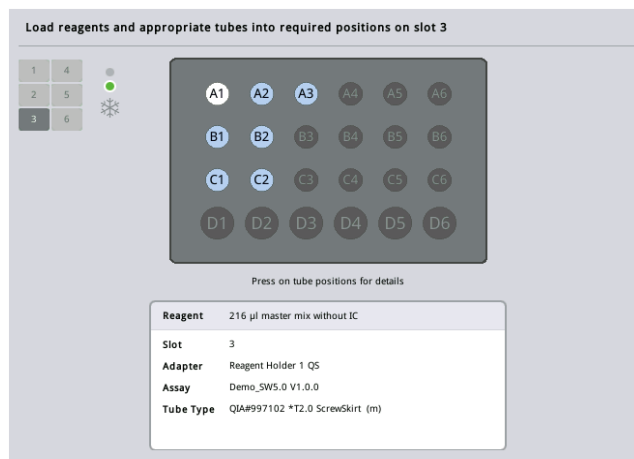 Load reagents and appropriate tubes into required positions on slot 3
1 4
2 5
3 6
A1 A2 A3 A4 A5 A6
B1 B2 B3 B4 B5 B6
C1 C2 C3 C4 C5 C6
D1 D2 D3 D4 D5 D6
Press on tube positions for details
Reagent 216 µl master mix without IC
Slot 3
Adapter Reagent Holder 1 QS
Assay Demo_SW5.0 V1.0.0
Tube Type QIA#997102 *T2.0 ScrewSkirt (m)